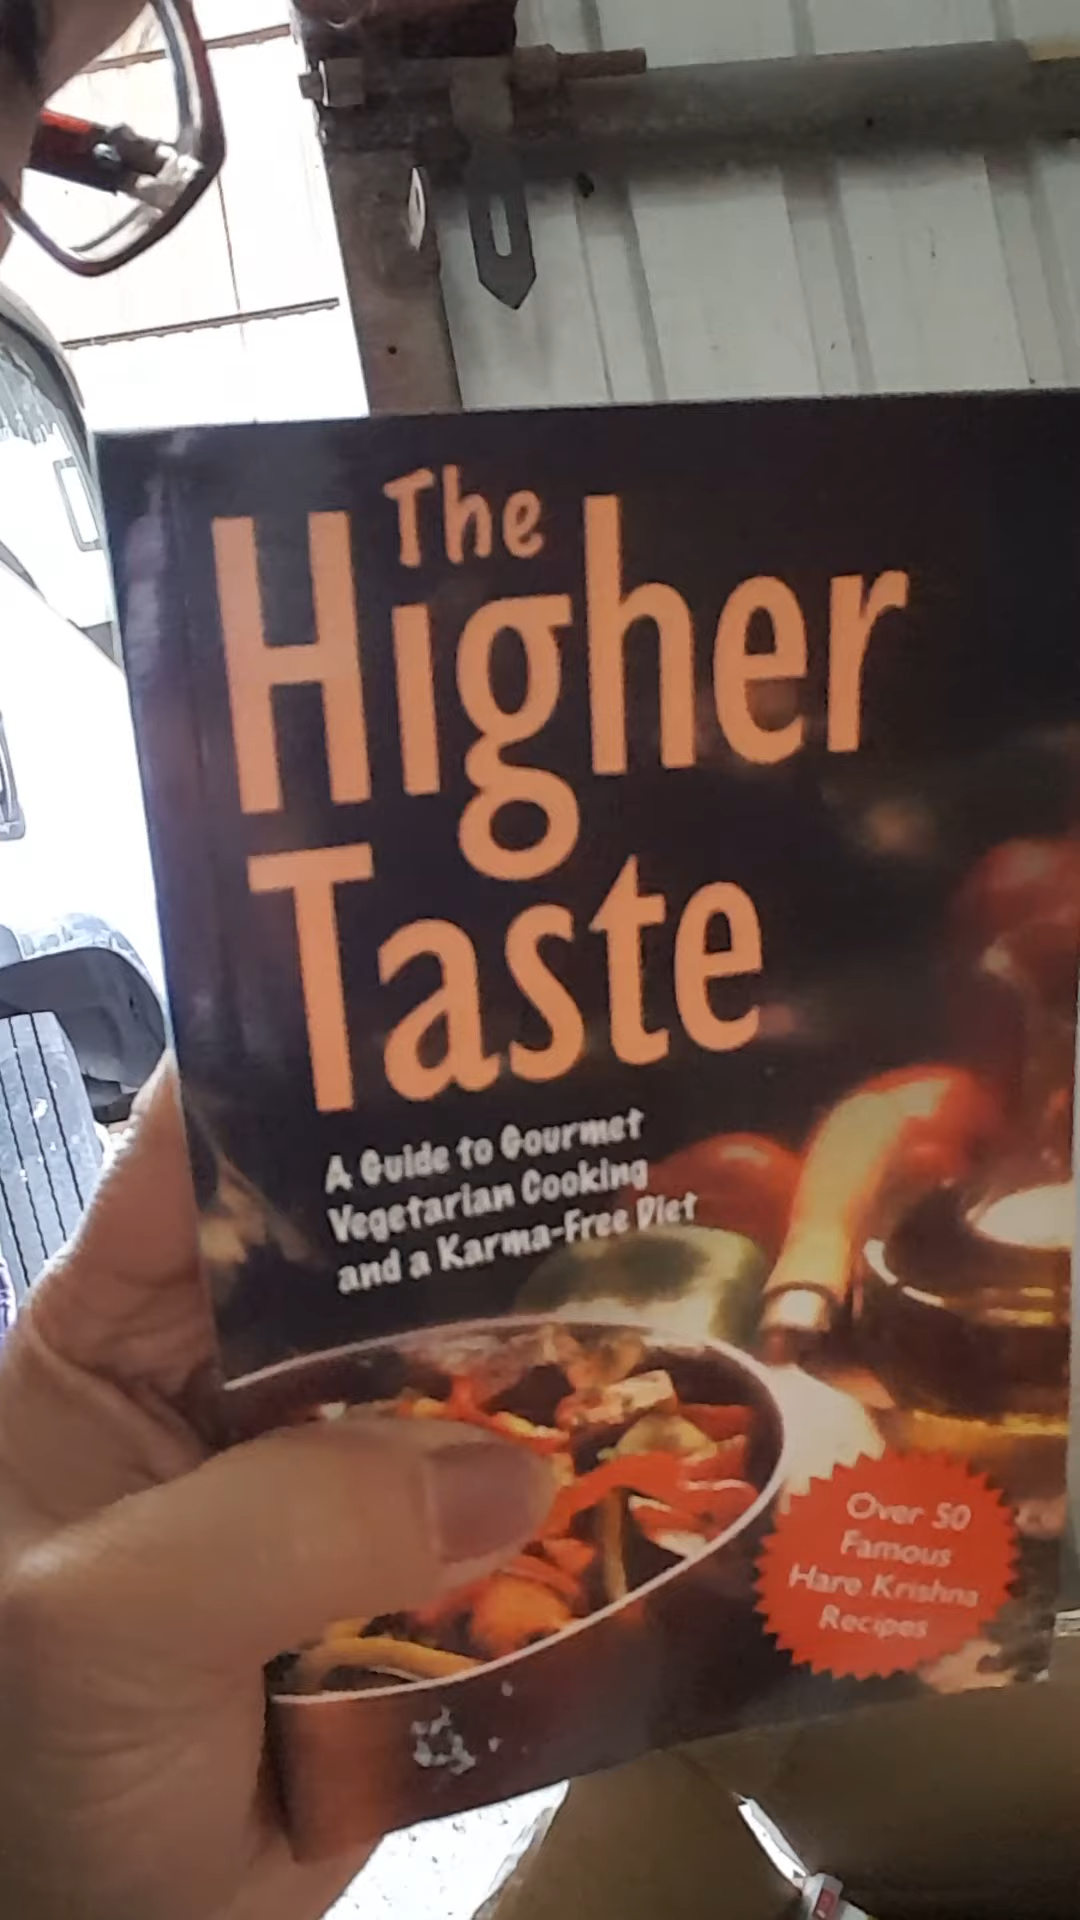 The
Higher
Taste
A Guide to Gourmet
Vegetarian Cooking
and a Karma-Free Diet
Over 50
Famous
Hare Krishna
Recipes